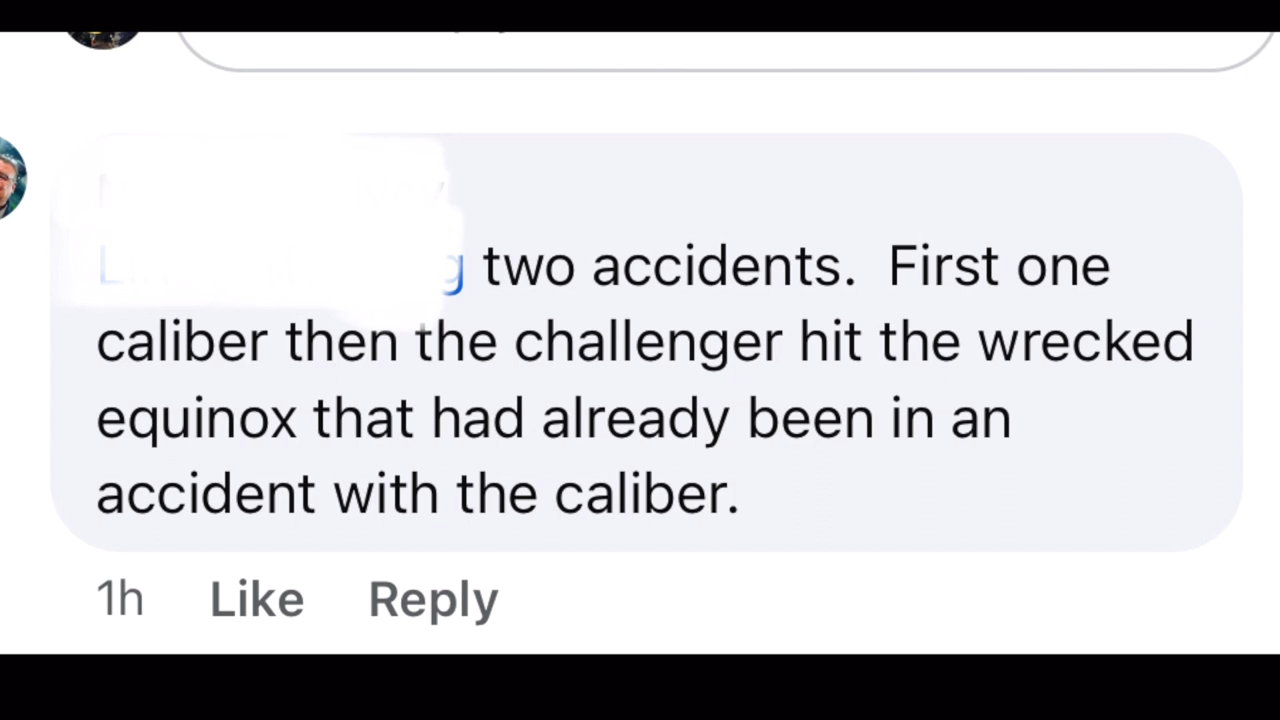 two accidents.  First one
caliber then the challenger hit the wrecked
equinox that had already been in an
accident with the caliber.
1h Like Reply